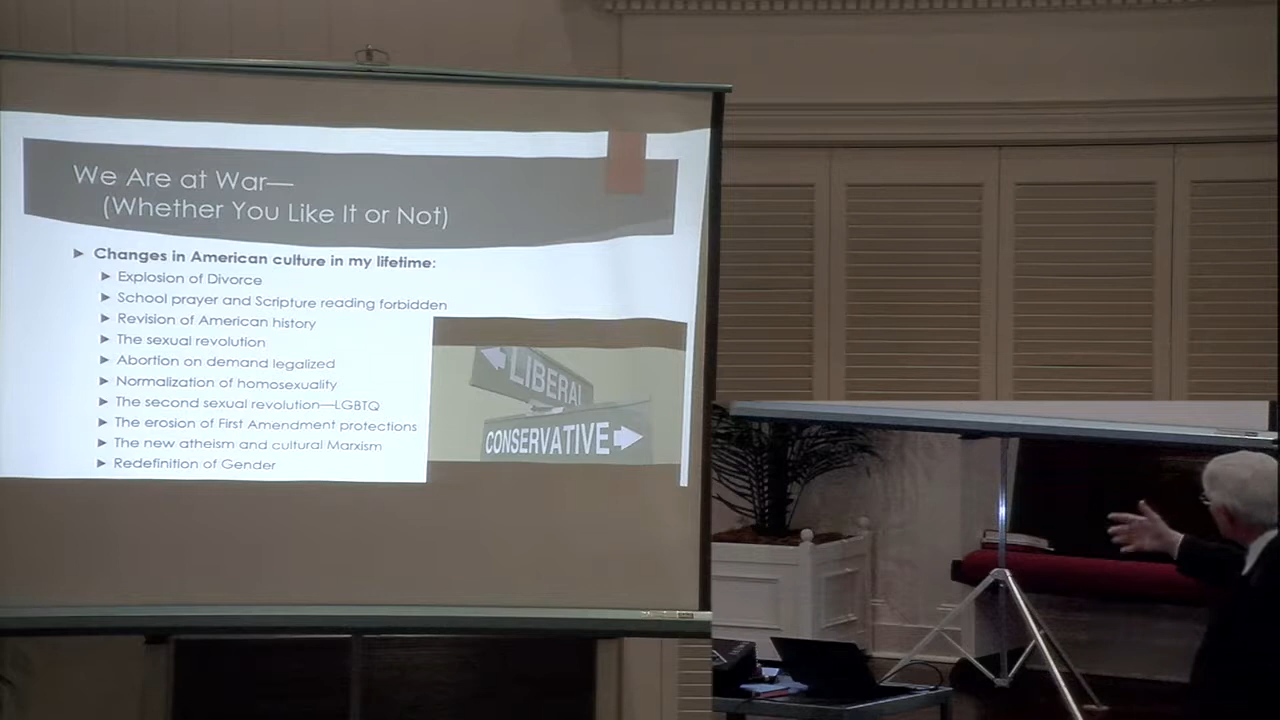 We Are at War—
(Whether You Like It or Not)
Changes in American culture in my lifetime:
Explosion of Divorce
School prayer and Scripture reading forbidden
Revision of American history
The sexual revolution
Abortion on demand legalized
Normalization of homosexuality
The second sexual revolution—LGBTQ
The erosion of First Amendment protections
The new atheism and cultural Marxism
Redefinition of Gender
LIBERAL
CONSERVATIVE